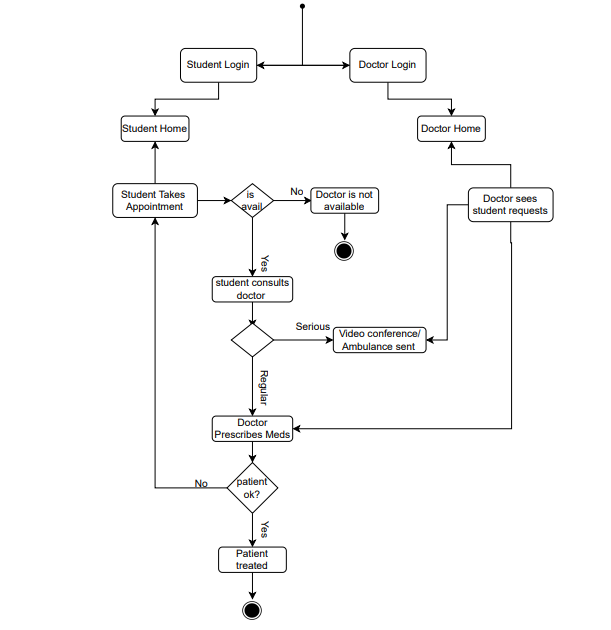 Student Login
Doctor Login
Student Home
Doctor Home
Student Takes
Appointment
is
avail
No
Doctor is not
available
Doctor sees
student requests
Yes
student consults
doctor
Serious
Video conference/
Ambulance sent
Regular
Doctor
Prescribes Meds
No
patient
ok?
Yes
Patient
treated